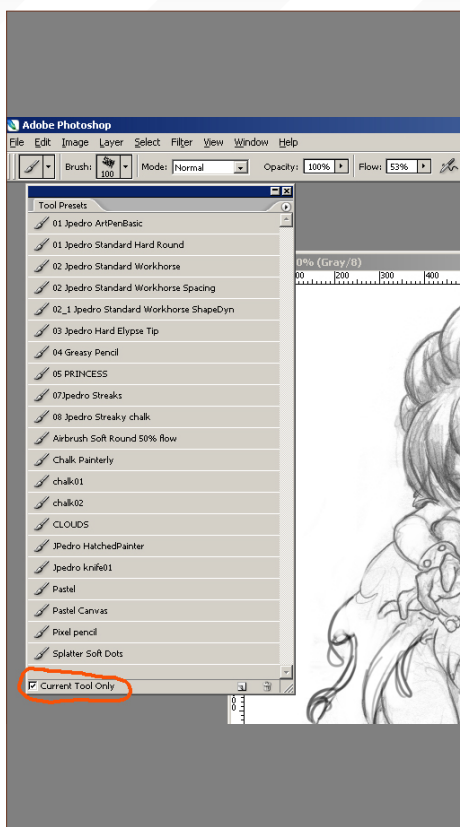 Adobe Photoshop
File Edit Image Layer Select Filter View Window Help
Brush: 100 Mode: Normal Opacity: 100% Flow: 53%
Tool Presets
01 Jpedro ArtPenBasic
01 Jpedro Standard Hard Round
02 Jpedro Standard Workhorse
0% (Gray/8)
02 Jpedro Standard Workhorse Spacing
00 200 300 400
02_1 Jpedro Standard Workhorse ShapeDyn
03 Jpedro Hard Elypse Tip
04 Greasy Pencil
05 PRINCESS
07Jpedro Streaks
08 Jpedro Streaky chalk
Airbrush Soft Round 50% flow
Chalk Painterly
chalk01
chalk02
CLOUDS
JPedro HatchedPainter
Jpedro knife01
Pastel
Pastel Canvas
Pixel pencil
Splatter Soft Dots
Current Tool Only